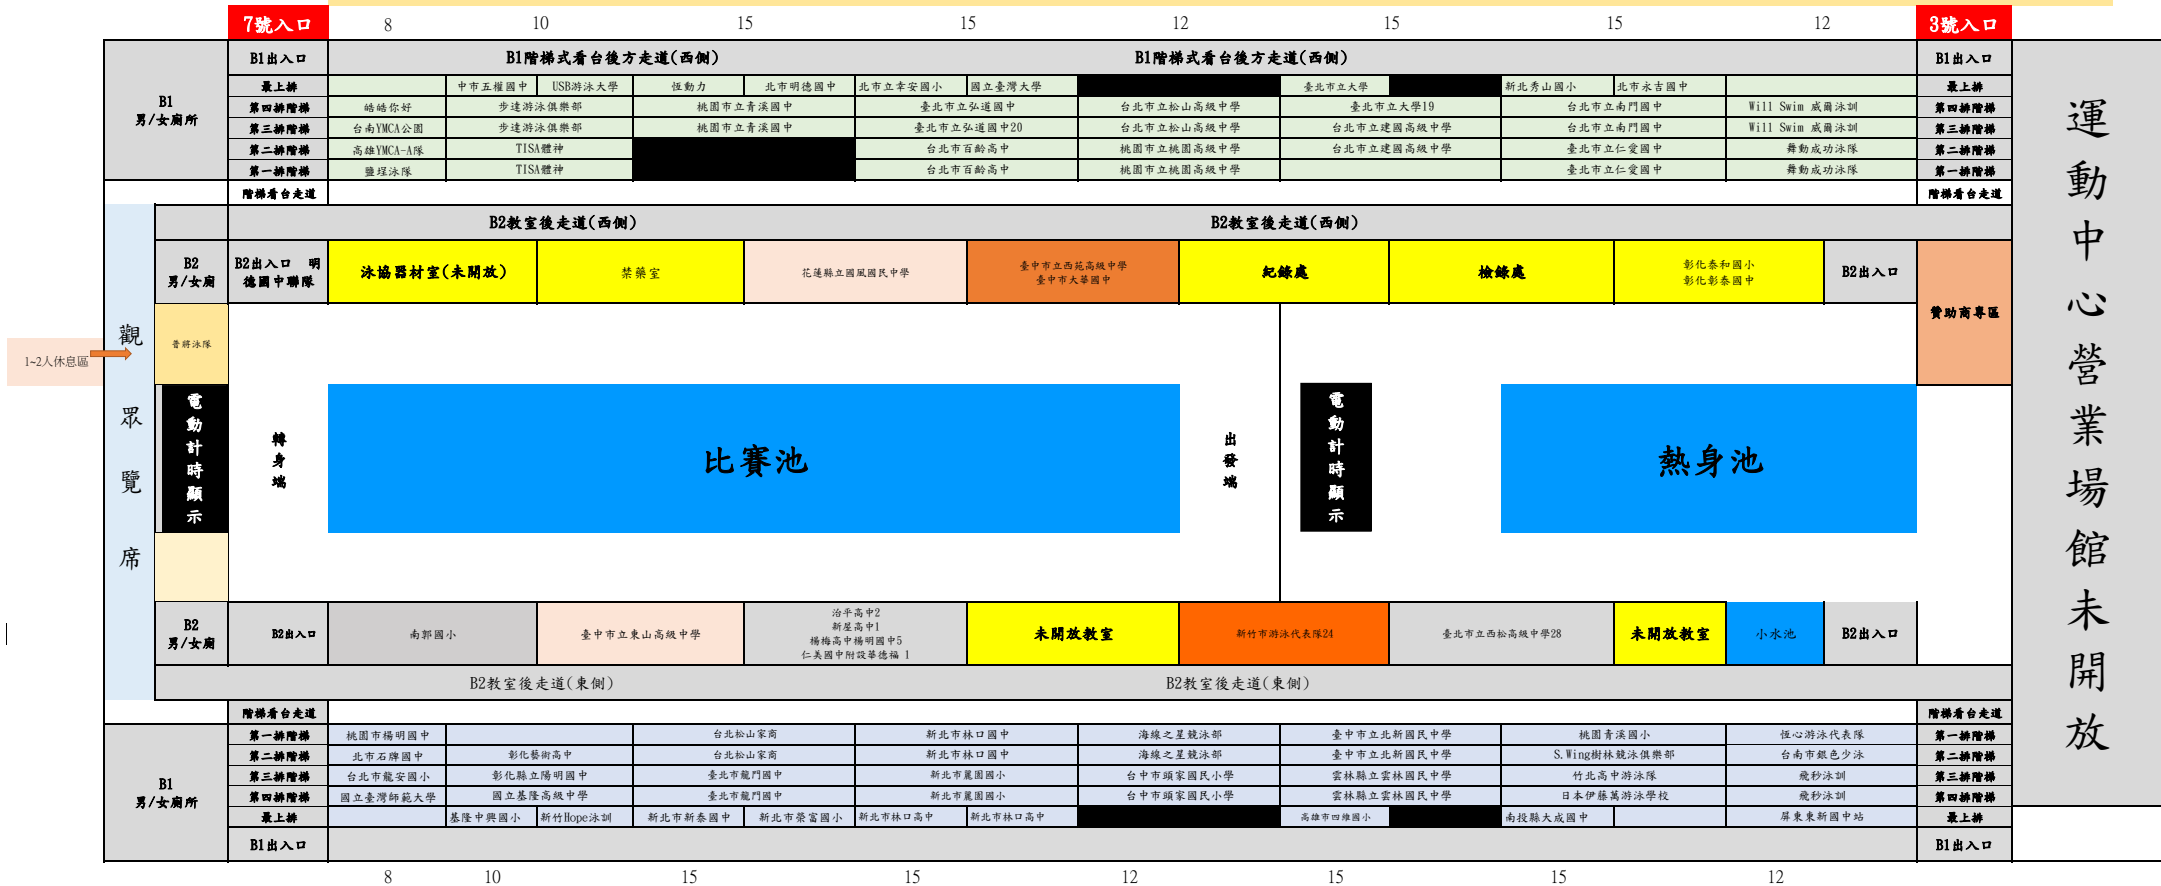 7號入口 8 10 15 15 12 15 15 12 3號入口
B1出入口 B1階梯式看台後方走道(西側) B1階梯式看台後方走道(西側) B1出入口
最上排 中市五權國中 USB游泳大學 恆動力 北市明德國中 北市立幸安國小 國立臺灣大學 臺北市立大學 新北秀山國小 北市永吉國中 最上排
B1
男/女廁所
第四排階梯 皓皓你好 步達游泳俱樂部 桃園市立青溪國中 臺北市立弘道國中 台北市立松山高級中學 臺北市立大學19 台北市立南門國中 Will Swim 威爾泳訓 第四排階梯
第三排階梯 台南YMCA公園 步達游泳俱樂部 桃園市立青溪國中 臺北市立弘道國中20 台北市立松山高級中學 台北市立建國高級中學 台北市立南門國中 Will Swim 威爾泳訓 第三排階梯
第二排階梯 高雄YMCA-A隊 TISA體神 台北市百齡高中 桃園市立桃園高級中學 台北市立建國高級中學 臺北市立仁愛國中 舞動成功泳隊 第二排階梯
第一排階梯 鹽埕泳隊 TISA體神 台北市百齡高中 桃園市立桃園高級中學 臺北市立仁愛國中 舞動成功泳隊 第一排階梯
階梯看台走道 階梯看台走道
B2教室後走道(西側) B2教室後走道(西側)
B2
男/女廁
B2出入口 明
德國中聯隊
泳協器材室(未開放) 禁藥室 花蓮縣立國風國民中學
臺中市立西苑高級中學
臺中市大華國中
紀錄處 檢錄處
彰化泰和國小
彰化彰泰國中
B2出入口
贊助商專區
1~2人休息區
觀眾覽席
晋將泳隊
電動計時顯示
轉身端
比賽池
出發端
電動計時顯示
熱身池
運動中心營業場館未開放
B2
男/女廁
B2出入口 南郭國小 臺中市立東山高級中學
治平高中2
新屋高中1
楊梅高中楊明國中5
仁美國中附設華德福 1
未開放教室 新竹市游泳代表隊24 臺北市立西松高級中學28 未開放教室 小水池 B2出入口
B2教室後走道(東側) B2教室後走道(東側)
階梯看台走道 階梯看台走道
第一排階梯 桃園市楊明國中 台北松山家商 新北市林口國中 海線之星競泳部 臺中市立北新國民中學 桃園青溪國小 恆心游泳代表隊 第一排階梯
第二排階梯 北市石牌國中 彰化藝術高中 台北松山家商 新北市林口國中 海線之星競泳部 臺中市立北新國民中學 S.Wing樹林競泳俱樂部 台南市銀色少泳 第二排階梯
第三排階梯 台北市龍安國小 彰化縣立陽明國中 臺北市龍門國中 新北市麗園國小 台中市頭家國民小學 雲林縣立雲林國民中學 竹北高中游泳隊 飛秒泳訓 第三排階梯
B1
男/女廁所
第四排階梯 國立臺灣師範大學 國立基隆高級中學 臺北市龍門國中 新北市麗園國小 台中市頭家國民小學 雲林縣立雲林國民中學 日本伊藤萬游泳學校 飛秒泳訓 第四排階梯
最上排 基隆中興國小 新竹Hope泳訓 新北市新泰國中 新北市榮富國小 新北市林口高中 新北市林口高中 高雄市四維國小 南投縣大成國中 屏東東新國中站 最上排
B1出入口 B1出入口
8 10 15 15 12 15 15 12